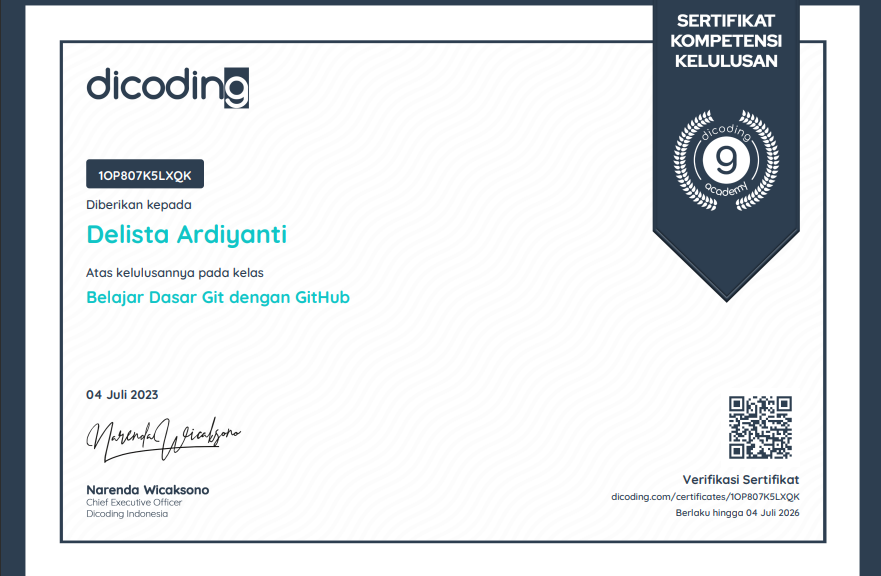 SERTIFIKAT
KOMPETENSI
KELULUSAN
dicoding
dicoding
g
academy
1OP807K5LXQK
Diberikan kepada
Delista Ardiyanti
Atas kelulusannya pada kelas
Belajar Dasar Git dengan GitHub
04 Juli 2023
Narenda Wicaksono
Narenda Wicaksono
Chief Executive Officer
Dicoding Indonesia
Verifikasi Sertifikat
dicoding.com/certificates/1OP807K5LXQK
Berlaku hingga 04 Juli 2026